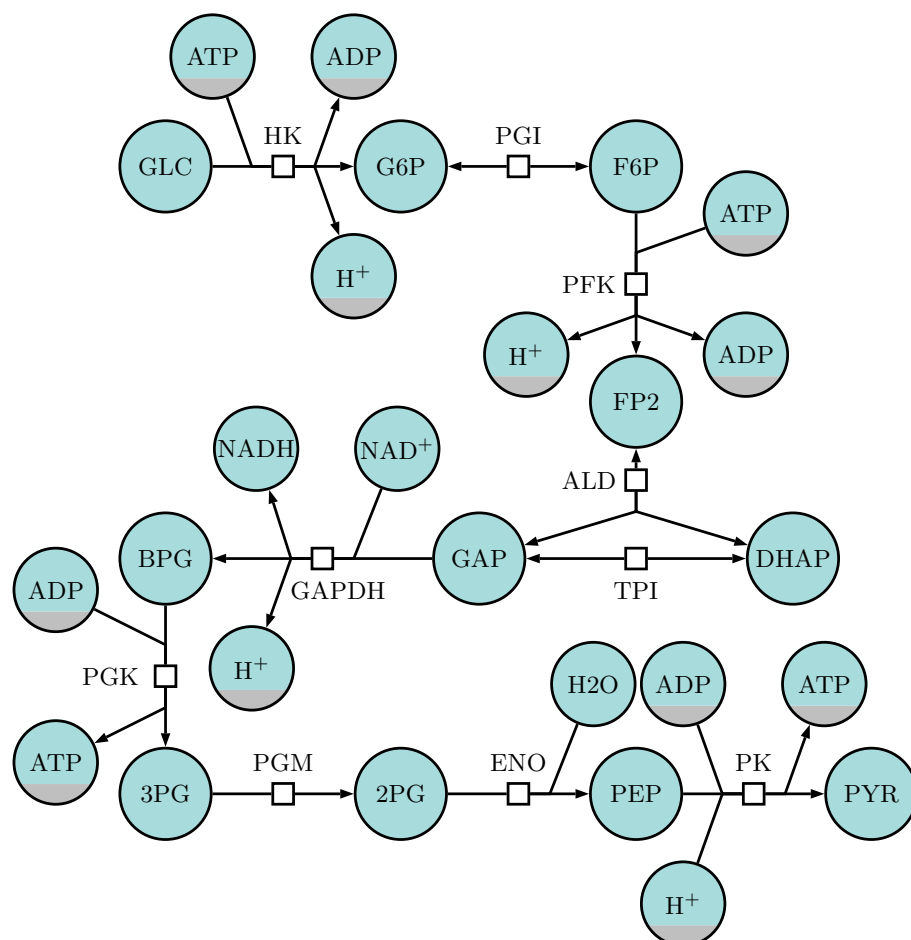 ATP
ADP
HK
PGI
GLC
G6P
F6P
ATP
H+
PFK
H+
ADP
FP2
NADH
NAD+
ALD
BPG
GAP
DHAP
ADP
GAPDH
TPI
PGK
H+
H2O
ADP
ATP
ATP
PGM
ENO
PK
3PG
2PG
PEP
PYR
H+